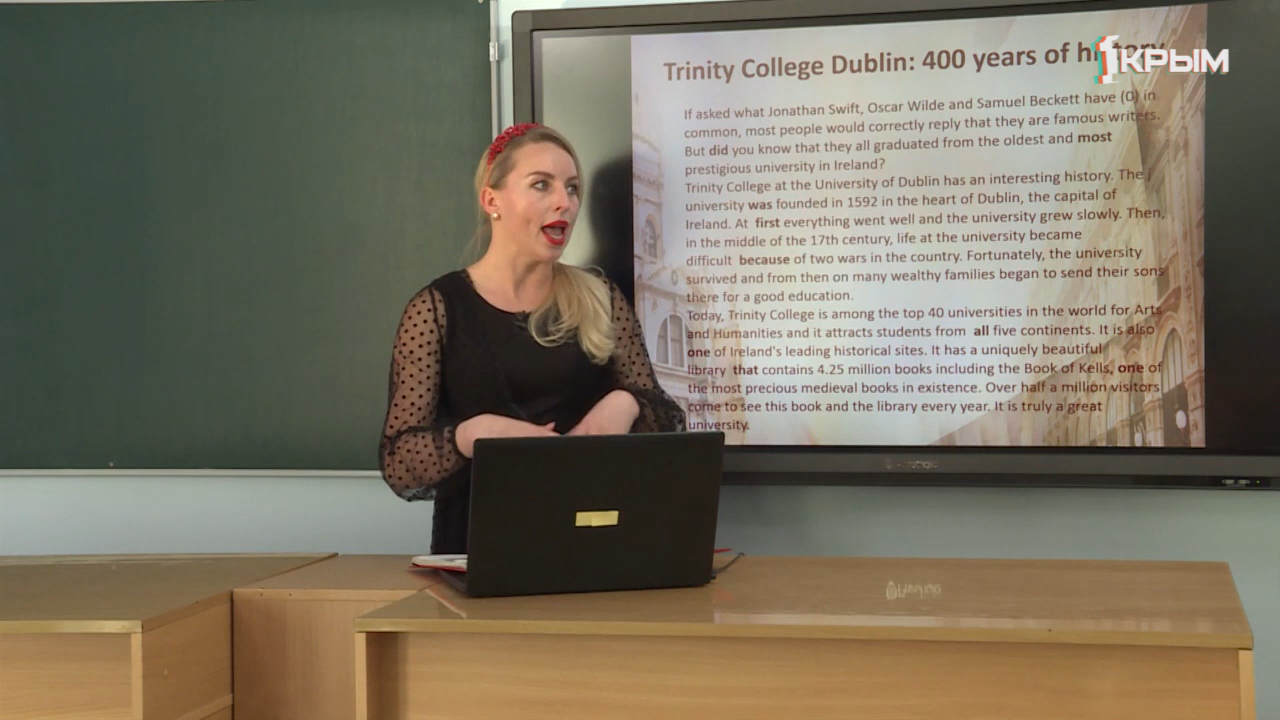 Trinity College Dublin: 400 years of history
1КРЫМ
If asked what Jonathan Swift, Oscar Wilde and Samuel Beckett have (0) in
common, most people would correctly reply that they are famous writers.
But did you know that they all graduated from the oldest and most
prestigious university in Ireland?
Trinity College at the University of Dublin has an interesting history. The
university was founded in 1592 in the heart of Dublin, the capital of
Ireland. At first everything went well and the university grew slowly. Then,
in the middle of the 17th century, life at the university became
difficult because of two wars in the country. Fortunately, the university
survived and from then on many wealthy families began to send their sons
there for a good education.
Today, Trinity College is among the top 40 universities in the world for Arts
and Humanities and it attracts students from all five continents. It is also
one of Ireland's leading historical sites. It has a uniquely beautiful
library that contains 4.25 million books including the Book of Kells, one of
the most precious medieval books in existence. Over half a million visitors
come to see this book and the library every year. It is truly a great
university.